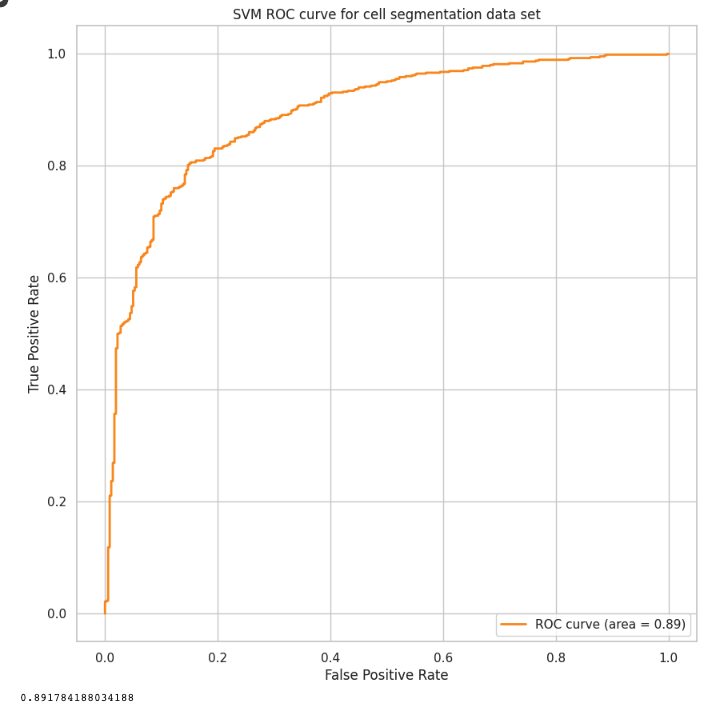 SVM ROC curve for cell segmentation data set
1.0
0.8
0.6
0.4
0.2
0.0
True Positive Rate
ROC curve (area = 0.89)
0.0 0.2 0.4 0.6 0.8 1.0
False Positive Rate
0.891784188034188